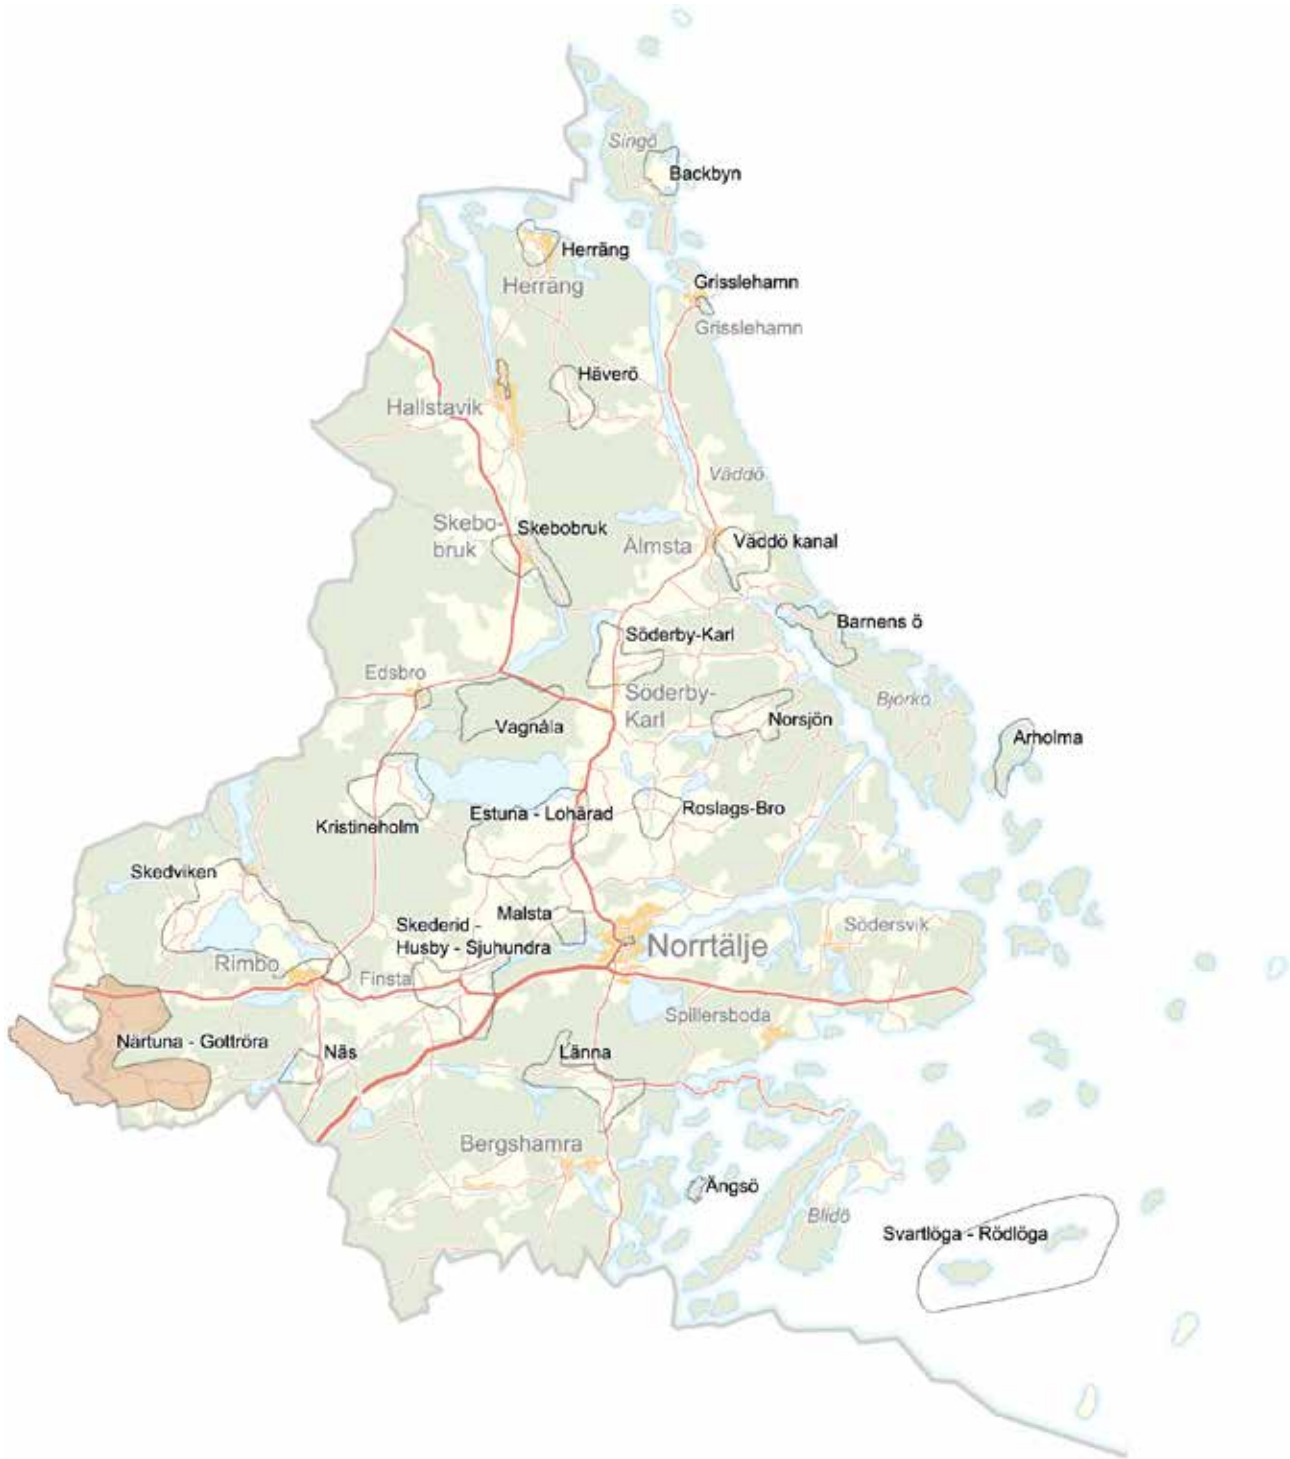 Singö
Backbyn
Herräng
Herräng
Grisslehamn
Grisslehamn
Häverö
Hallstavik
Väddö
Skebo-
bruk
Skebobruk
Älmsta
Väddö kanal
Barnens ö
Söderby-Karl
Edsbro
Söderby-
Karl
Björkö
Vagnåla
Norsjön
Arholma
Kristineholm
Estuna - Lohärad
Roslags-Bro
Skedviken
Skederid -
Husby - Sjuhundra
Malsta
Norrtälje
Södersvik
Rimbo
Finsta
Spillersboda
Närtuna - Gottröra
Näs
Länna
Bergshamra
Ängsö
Blidö
Svartlöga - Rödlöga